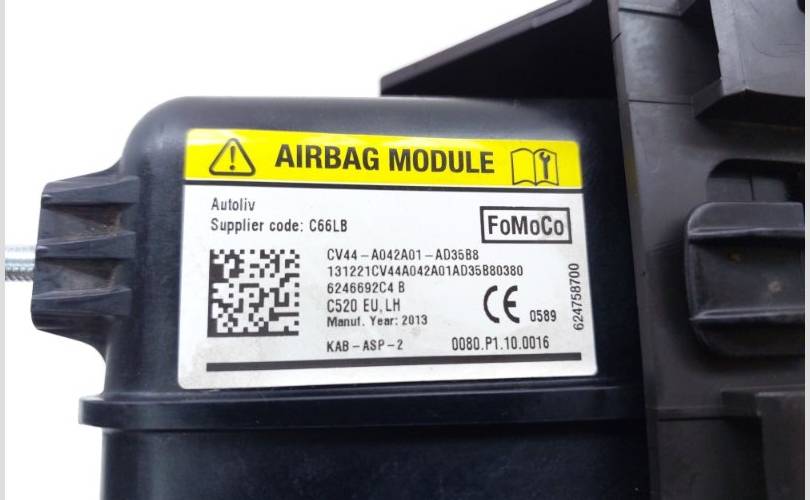 AIRBAG MODULE
Autoliv
Supplier code: C66LB
FoMoCo
CV44-A042A01-AD35B8
131221CV44A042A01AD35B80380
6246692C4 B
C520 EU, LH
Manuf. Year: 2013
CE 0589
KAB-ASP-2
0080.P1.10.0016
624758700